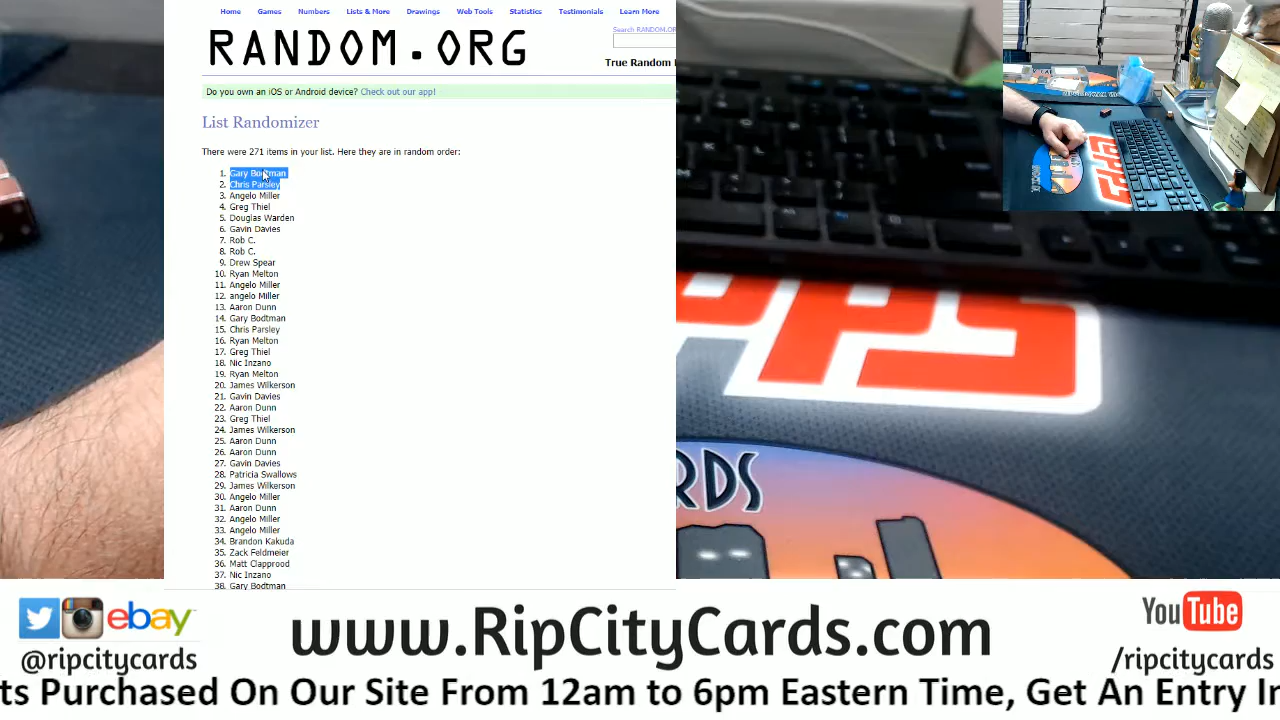 Home Games Numbers Lists & More Drawings Web Tools Statistics Testimonials Learn More
RANDOM.ORG
Search RANDOM.OR
True Random
Do you own an iOS or Android device? Check out our app!
List Randomizer
There were 271 items in your list. Here they are in random order:
1. Gary Bodtman
2. Chris Parsley
3. Angelo Miller
4. Greg Thiel
5. Douglas Warden
6. Gavin Davies
7. Rob C.
8. Rob C.
9. Drew Spear
10. Ryan Melton
11. Angelo Miller
12. angelo Miller
13. Aaron Dunn
14. Gary Bodtman
15. Chris Parsley
16. Ryan Melton
17. Greg Thiel
18. Nic Inzano
19. Ryan Melton
20. James Wilkerson
21. Gavin Davies
22. Aaron Dunn
23. Greg Thiel
24. James Wilkerson
25. Aaron Dunn
26. Aaron Dunn
27. Gavin Davies
28. Patricia Swallows
29. James Wilkerson
30. Angelo Miller
31. Aaron Dunn
32. Angelo Miller
33. Angelo Miller
34. Brandon Kakuda
35. Zack Feldmeier
36. Matt Clapprood
37. Nic Inzano
38. Gary Bodtman
PPS
RDS
ebay
@ripcitycards
www.RipCityCards.com
YouTube
/ripcitycards
ts Purchased On Our Site From 12am to 6pm Eastern Time, Get An Entry In